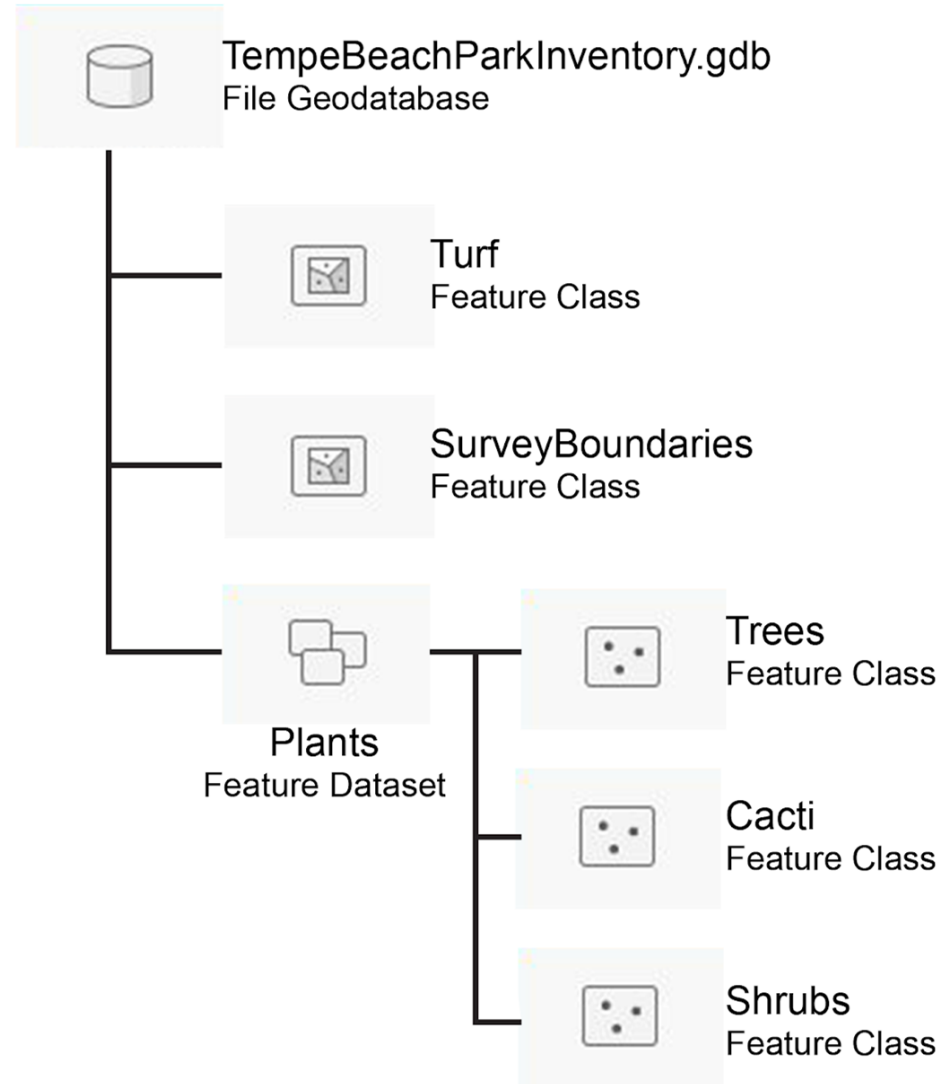 TempeBeachParkInventory.gdb
File Geodatabase
Turf
Feature Class
SurveyBoundaries
Feature Class
Plants
Feature Dataset
Trees
Feature Class
Cacti
Feature Class
Shrubs
Feature Class